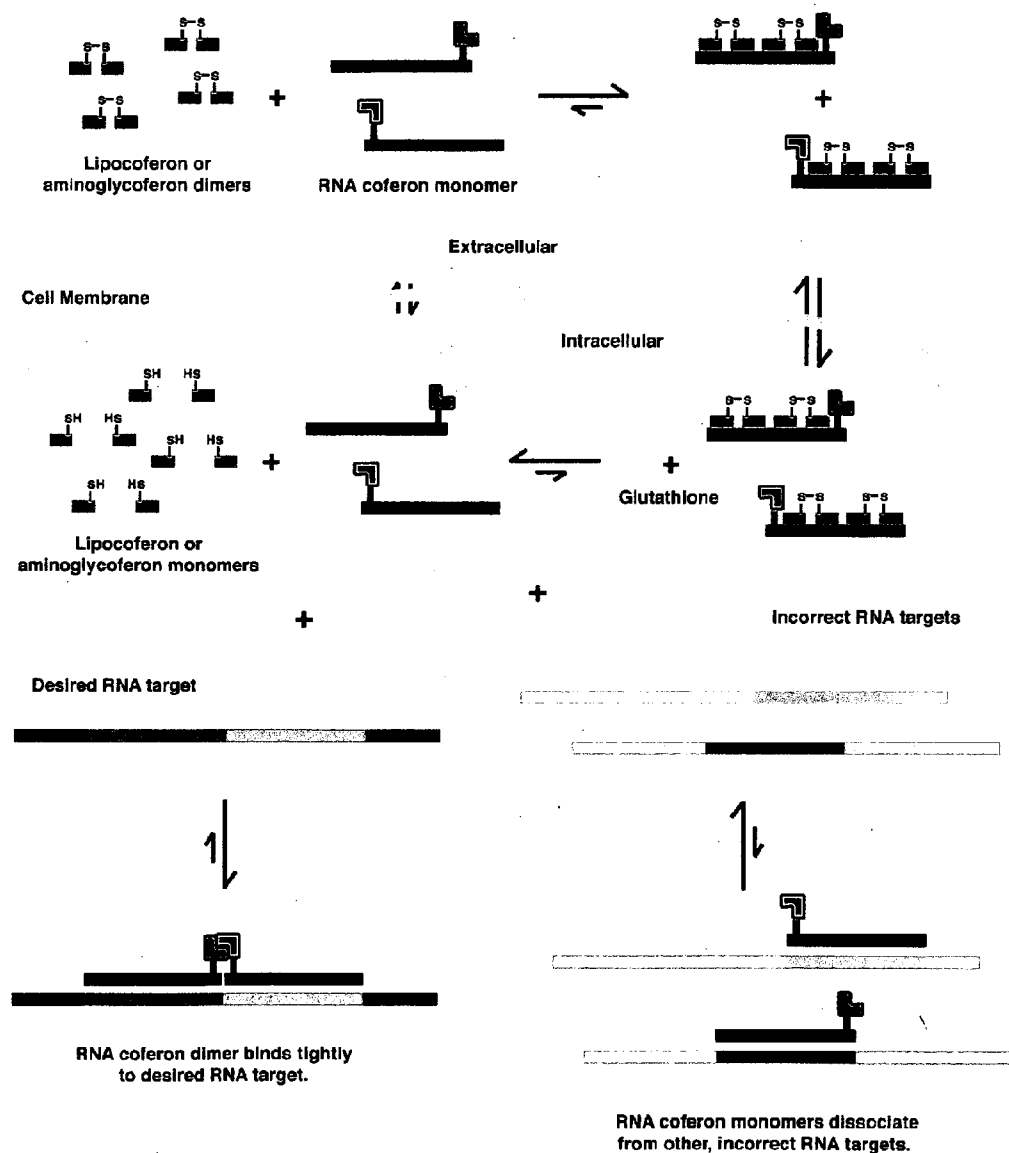 S-S
S-S
S-S
S-S
S-S
S-S
+
+
Lipocoferon or
aminoglycoferon dimers
RNA coferon monomer
S-S
S-S
Extracellular
Cell Membrane
Intracellular
SH HS
SH HS
SH HS
SH HS
S-S
S-S
+
+
Glutathione
S-S
S-S
Lipocoferon or
aminoglycoferon monomers
+
+
Incorrect RNA targets
Desired RNA target
RNA coferon dimer binds tightly
to desired RNA target.
RNA coferon monomers dissociate
from other, incorrect RNA targets.